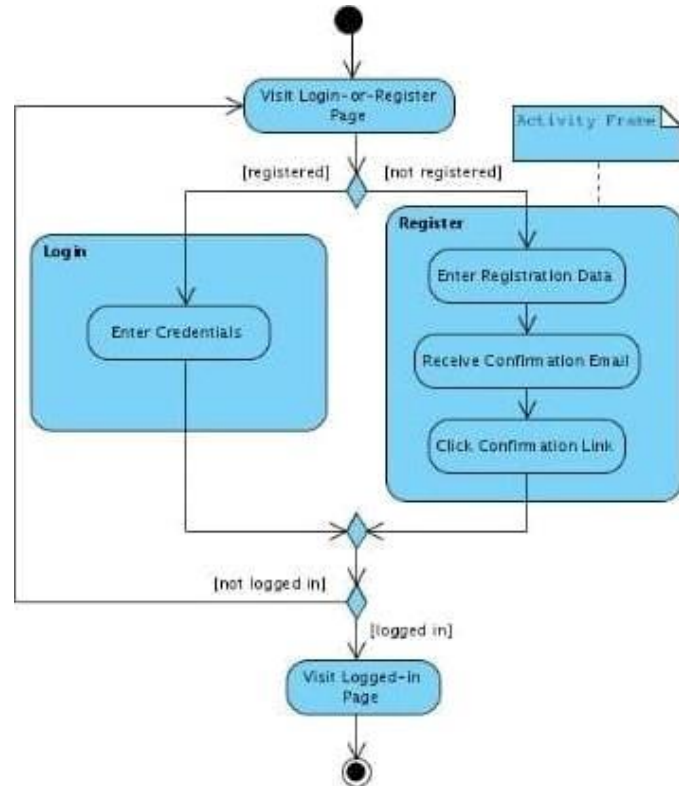 Visit Login-or-Register
Page
Activity Frame
[registered]
[not registered]
Login
Register
Enter Credentials
Enter Registration Data
Receive Confirmation Email
Click Confirmation Link
[not logged in]
[logged in]
Visit Logged-in
Page